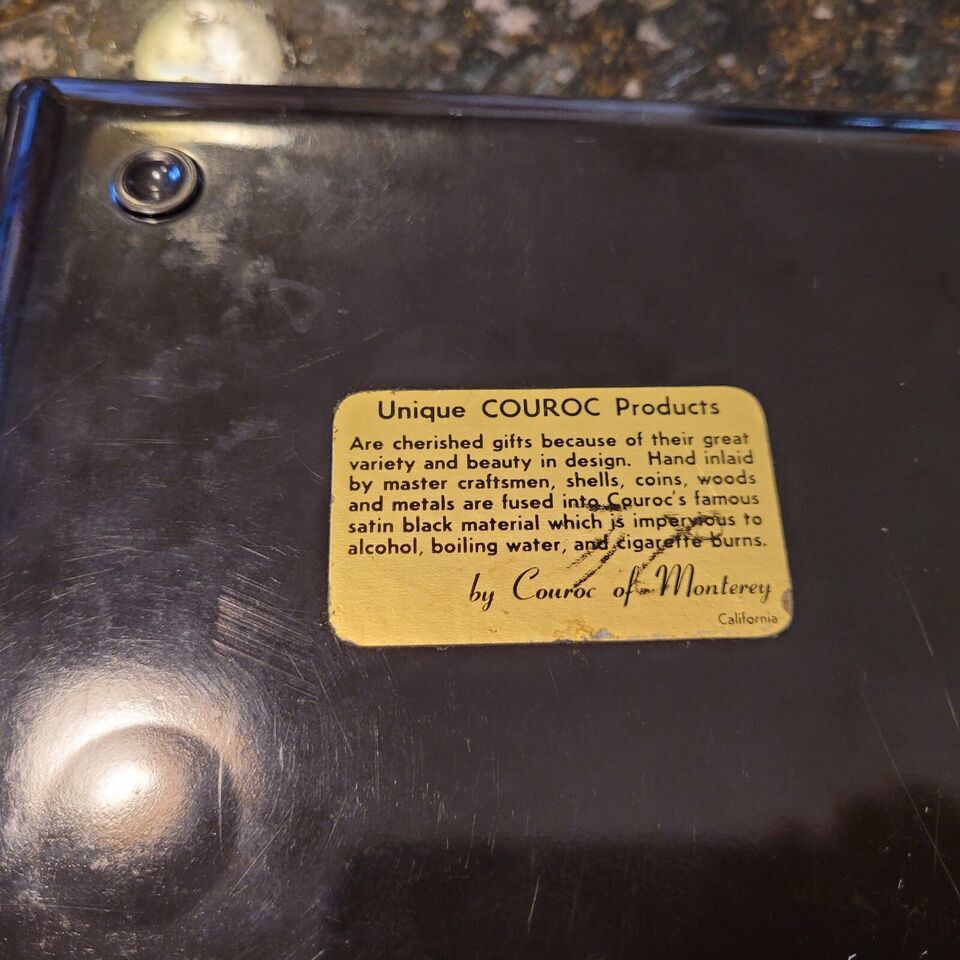 Unique COUROC Products
Are cherished gifts because of their great
variety and beauty in design. Hand inlaid
by master craftsmen, shells, coins, woods
and metals are fused into Couroc's famous
satin black material which is impervious to
alcohol, boiling water, and cigarette burns.
by Couroc of Monterey
California